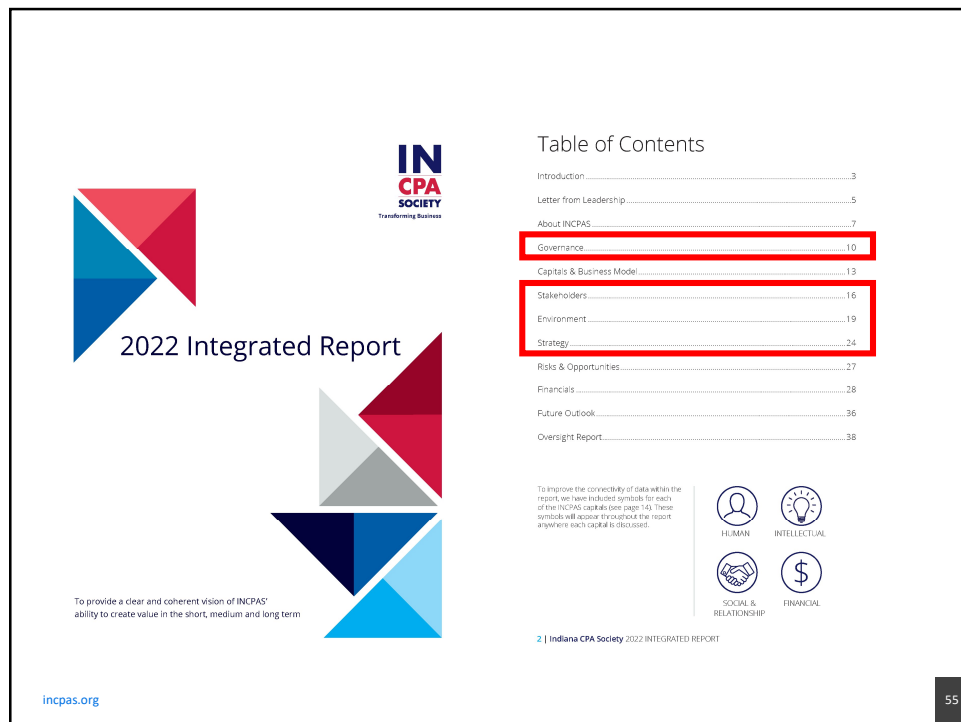 IN
CPA
SOCIETY
Transforming Business
2022 Integrated Report
To provide a clear and coherent vision of INCPAS'
ability to create value in the short, medium and long term
Table of Contents
Introduction 3
Letter from Leadership 5
About INCPAS 7
Governance 10
Capitals & Business Model 13
Stakeholders 16
Environment 19
Strategy 24
Risks & Opportunities 27
Financials 28
Future Outlook 36
Oversight Report 38
To improve the connectivity of data within the
report, we have included symbols for each
of the INCPAS capitals (see page 14). These
symbols will appear throughout the report
anywhere each capital is discussed.
HUMAN
INTELLECTUAL
$
SOCIAL &
RELATIONSHIP
FINANCIAL
2 | Indiana CPA Society 2022 INTEGRATED REPORT
incpas.org
55